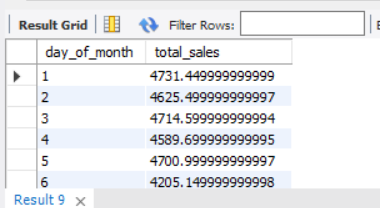 Result Grid Filter Rows: E
day_of_month total_sales
1 4731.449999999999
2 4625.499999999997
3 4714.599999999994
4 4589.699999999995
5 4700.999999999997
6 4205.149999999998
Result 9 ×